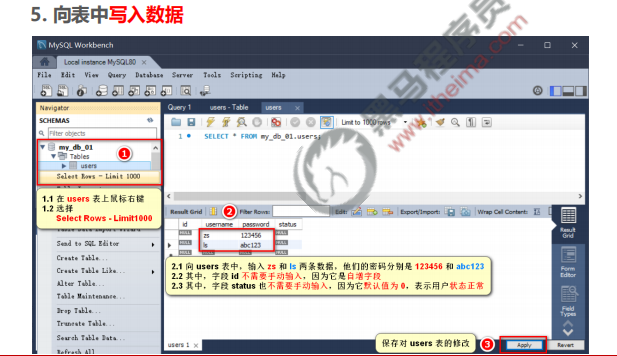 5. 向表中写入数据
MySQL Workbench
Local instance MySQL80 ×
File Edit View Query Database Server Tools Scripting Help
Navigator
Query 1 users - Table users ×
SCHEMAS
Filter objects
Limit to 1000 rows
my_db_01
Tables
users
Select Rows - Limit 1000
1
1 SELECT * FROM my_db_01.users;
1.1 在 users 表上鼠标右键
1.2 选择
Select Rows - Limit1000
Send to SQL Editor
Create Table...
Create Table Like...
Alter Table...
Table Maintenance...
Drop Table...
Truncate Table...
Search Table Data...
Refresh All
Result Grid 2 Filter Rows: Edit: Export/Import: Wrap Cell Content:
id username password status
NULL zs 123456 NULL
NULL ls abc123 NULL
NULL NULL NULL NULL
2.1 向 users 表中，输入 zs 和 ls 两条数据，他们的密码分别是 123456 和 abc123
2.2 其中，字段 id 不需要手动输入，因为它是自增字段
2.3 其中，字段 status 也不需要手动输入，因为它默认值为 0，表示用户状态正常
Result
Grid
Form
Editor
Field
Types
users 1 ×
保存对 users 表的修改
3
Apply
Revert
黑马程序员
www.itheima.com